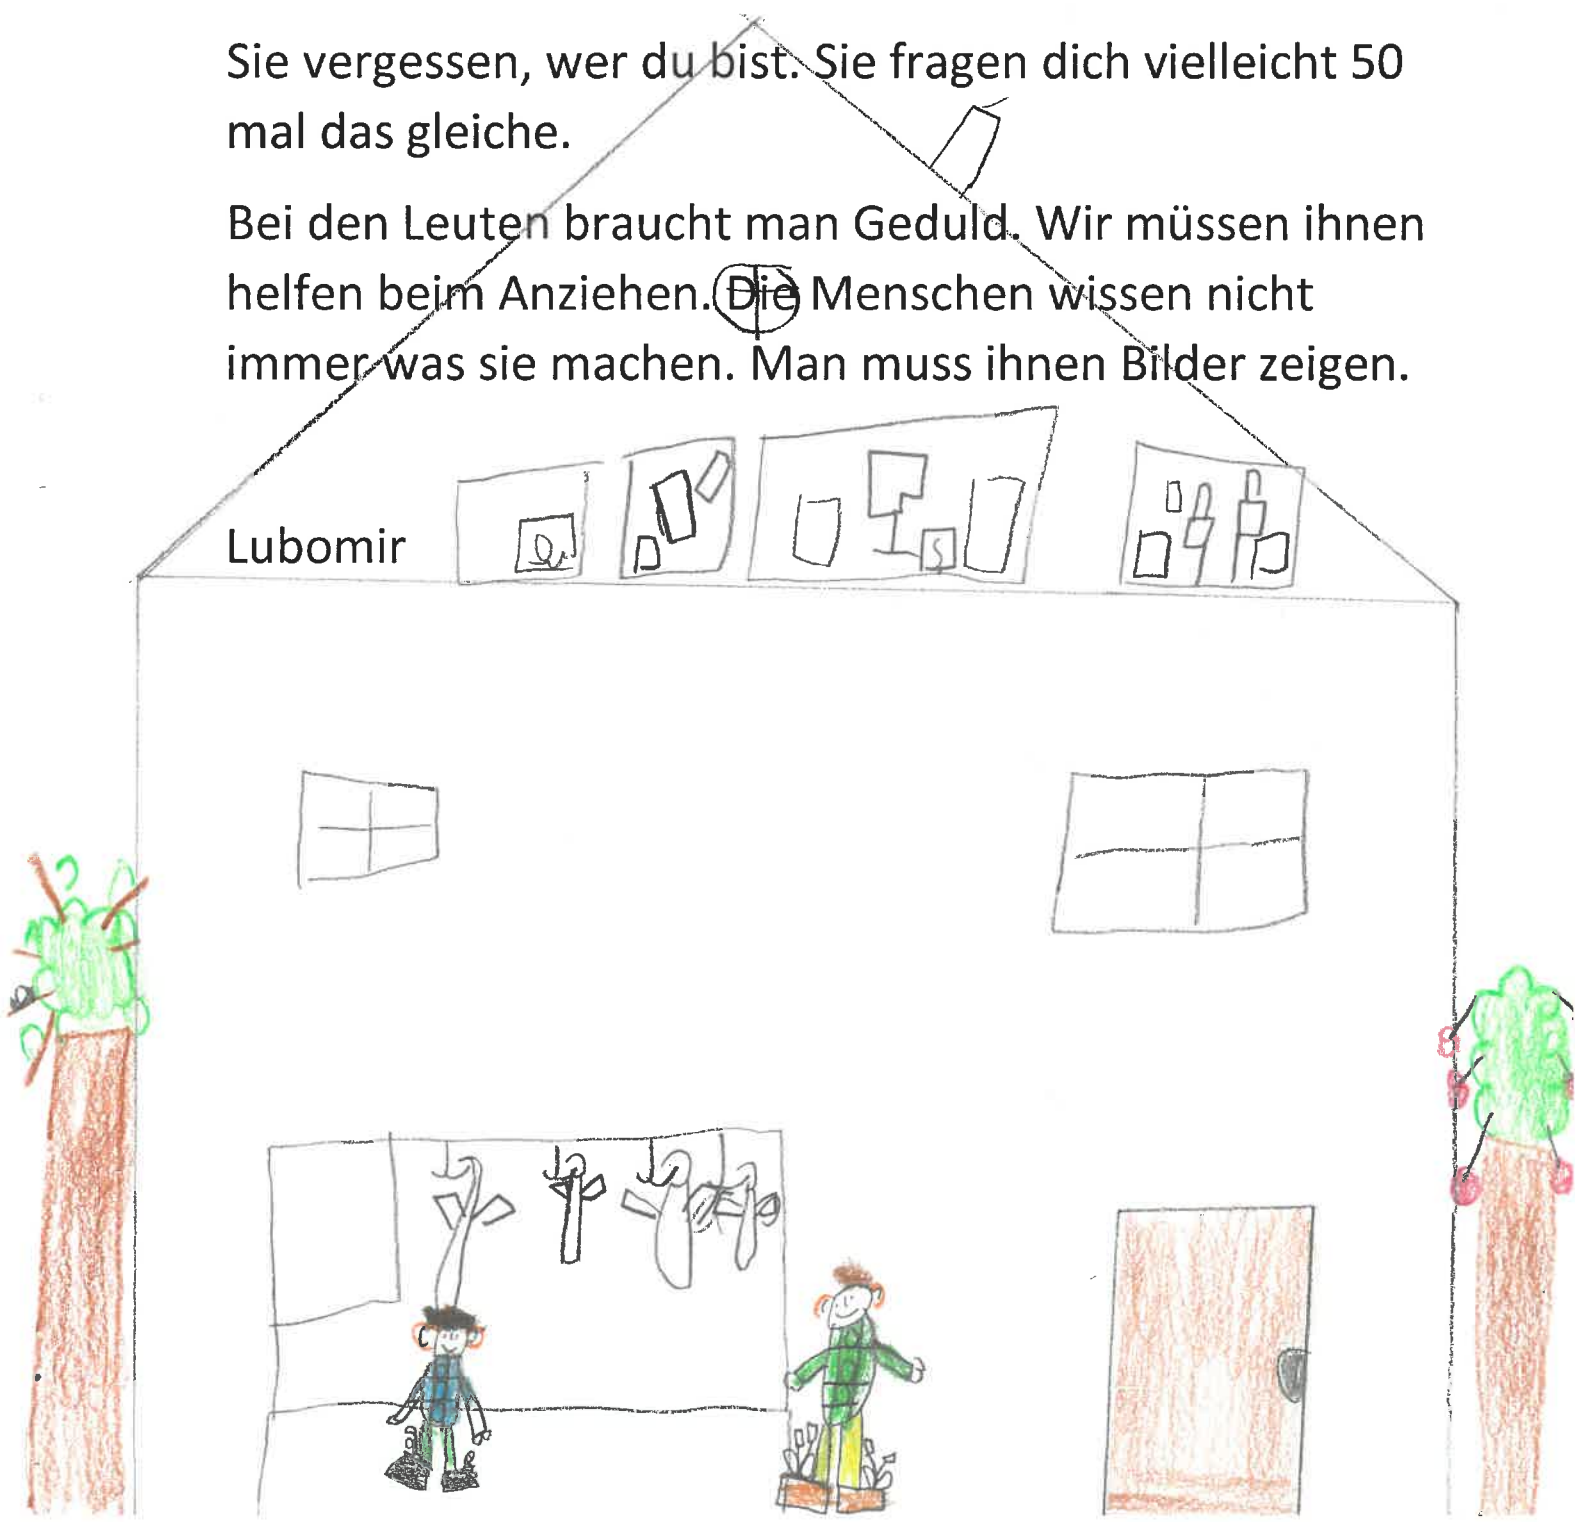 Sie vergessen, wer du bist. Sie fragen dich vielleicht 50
mal das gleiche.
Bei den Leuten braucht man Geduld. Wir müssen ihnen
helfen beim Anziehen. Die Menschen wissen nicht
immer was sie machen. Man muss ihnen Bilder zeigen.
Lubomir